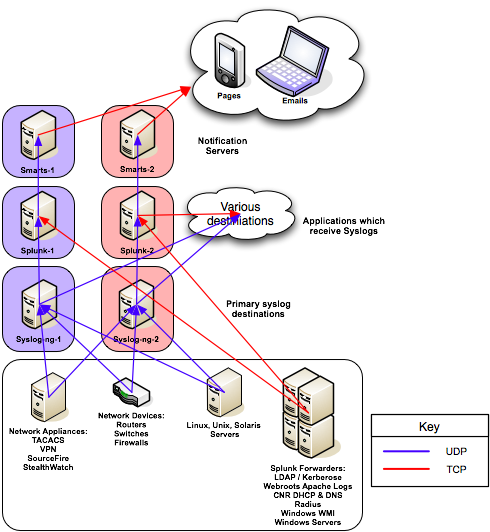 Pages
Emails
Notification
Servers
Smarts-1
Smarts-2
Various
destiniations
Applications which
receive Syslogs
Splunk-1
Splunk-2
Primary syslog
destinations
Syslog-ng-1
Syslog-ng-2
Network Appliances:
TACACS
VPN
SourceFire
StealthWatch
Network Devices:
Routers
Switches
Firewalls
Linux, Unix, Solaris
Servers
Splunk Forwarders:
LDAP / Kerberose
Webroots Apache Logs
CNR DHCP & DNS
Radius
Windows WMI
Windows Servers
Key
UDP
TCP